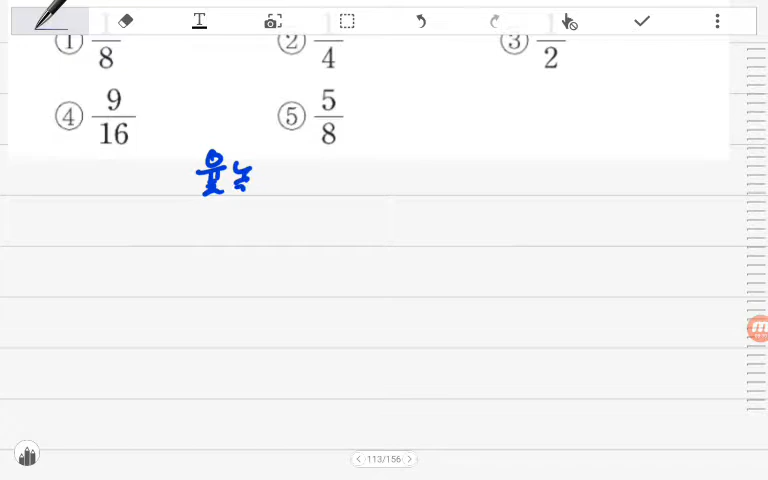 ① 1/8 ② 1/4 ③ 1/2
④ 9/16 ⑤ 5/8
113/156